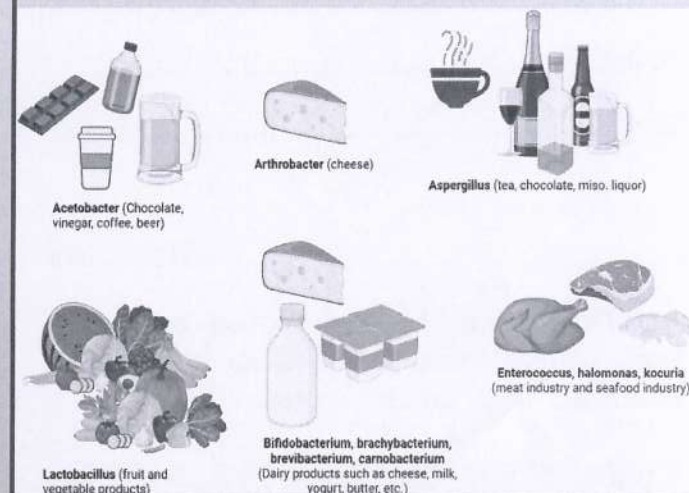 Acetobacter (Chocolate,
vinegar, coffee, beer)
Arthrobacter (cheese)
Aspergillus (tea, chocolate, miso. liquor)
Lactobacillus (fruit and
vegetable products)
Bifidobacterium, brachybacterium,
brevibacterium, carnobacterium
(Dairy products such as cheese, milk,
yogurt, butter, etc.)
Enterococcus, halomonas, kocuria
(meat industry and seafood industry)